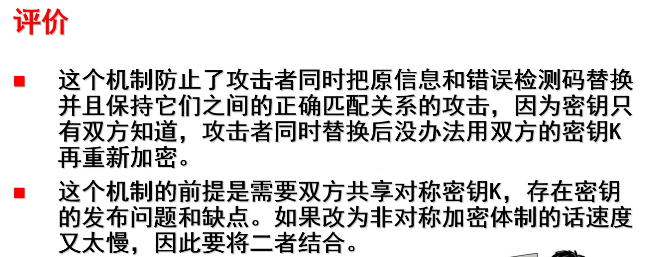 评价
这个机制防止了攻击者同时把原信息和错误检测码替换
并且保持它们之间的正确匹配关系的攻击，因为密钥只
有双方知道，攻击者同时替换后没办法用双方的密钥K
再重新加密。
这个机制的前提是需要双方共享对称密钥K，存在密钥
的发布问题和缺点。如果改为非对称加密体制的话速度
又太慢，因此要将二者结合。